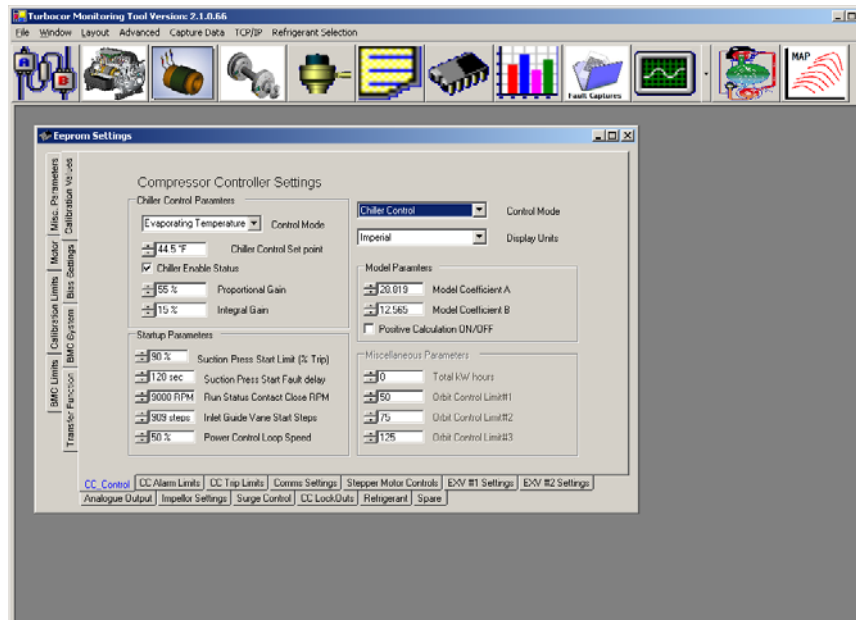 Turbocor Monitoring Tool Version: 2.1.0.66
File Window Layout Advanced Capture Data TCP/IP Refrigerant Selection
A
B
Fault Captures
MAP
Eeprom Settings
Misc. Parameters
Calibration Values
Motor
Bias Settings
Calibration Limits
BMC System
BMC Limits
Transfer Function
Compressor Controller Settings
Chiller Control Paramters
Evaporating Temperature Control Mode
44.5 °F Chiller Control Set point
Chiller Enable Status
55 % Proportional Gain
15 % Integral Gain
Startup Parameters
90 % Suction Press Start Limit (% Trip)
120 sec Suction Press Start Fault delay
9000 RPM Run Status Contact Close RPM
909 steps Inlet Guide Vane Start Steps
50 % Power Control Loop Speed
Chiller Control Control Mode
Imperial Display Units
Model Paramters
28.819 Model Coefficient A
12.565 Model Coefficient B
Positive Calculation ON/OFF
Miscellaneous Parameters
0 Total kW hours
50 Orbit Control Limit#1
75 Orbit Control Limit#2
125 Orbit Control Limit#3
CC_Control CC Alarm Limits CC Trip Limits Comms Settings Stepper Motor Controls EXV #1 Settings EXV #2 Settings
Analogue Output Impellor Settings Surge Control CC LockOuts Refrigerant Spare